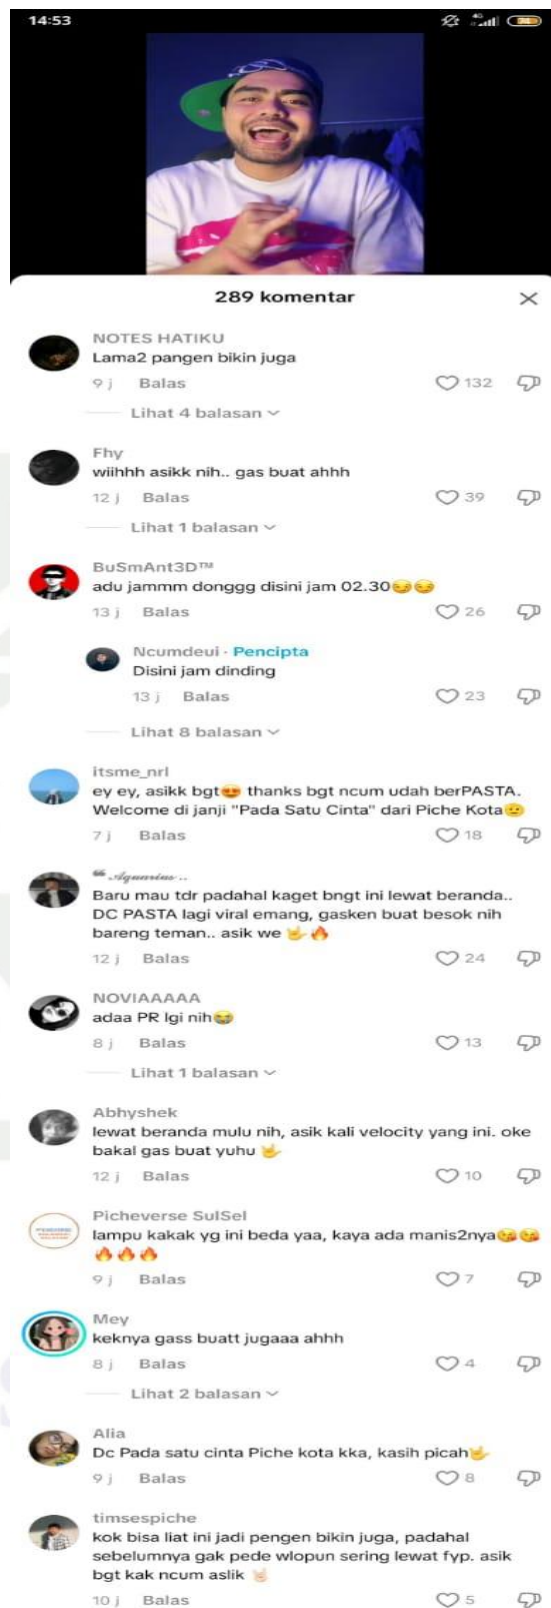 14:53
4G
74
289 komentar
NOTES HATIKU
Lama2 pangen bikin juga
9 j Balas 132
Lihat 4 balasan
Fhy
wiihhh asikk nih.. gas buat ahhh
12 j Balas 39
Lihat 1 balasan
BuSmAnt3D™
adu jammm donggg disini jam 02.30😏😏
13 j Balas 26
Ncumdeui · Pencipta
Disini jam dinding
13 j Balas 23
Lihat 8 balasan
itsme_nrl
ey ey, asikk bgt😍 thanks bgt ncum udah berPASTA.
Welcome di janji "Pada Satu Cinta" dari Piche Kota🫡
7 j Balas 18
❝ 𝒜𝓆𝓊𝒶𝓇𝒾𝓊𝓈 ..
Baru mau tdr padahal kaget bngt ini lewat beranda..
DC PASTA lagi viral emang, gasken buat besok nih
bareng teman.. asik we 🤟🔥
12 j Balas 24
NOVIAAAAA
adaa PR lgi nih😭
8 j Balas 13
Lihat 1 balasan
Abhyshek
lewat beranda mulu nih, asik kali velocity yang ini. oke
bakal gas buat yuhu 🤟
12 j Balas 10
Picheverse SulSel
lampu kakak yg ini beda yaa, kaya ada manis2nya😘😘
🔥🔥🔥
9 j Balas 7
Mey
keknya gass buatt jugaaa ahhh
8 j Balas 4
Lihat 2 balasan
Alia
Dc Pada satu cinta Piche kota kka, kasih picah🤟
9 j Balas 8
timsespiche
kok bisa liat ini jadi pengen bikin juga, padahal
sebelumnya gak pede wlopun sering lewat fyp. asik
bgt kak ncum aslik 🤟🏻
10 j Balas 5